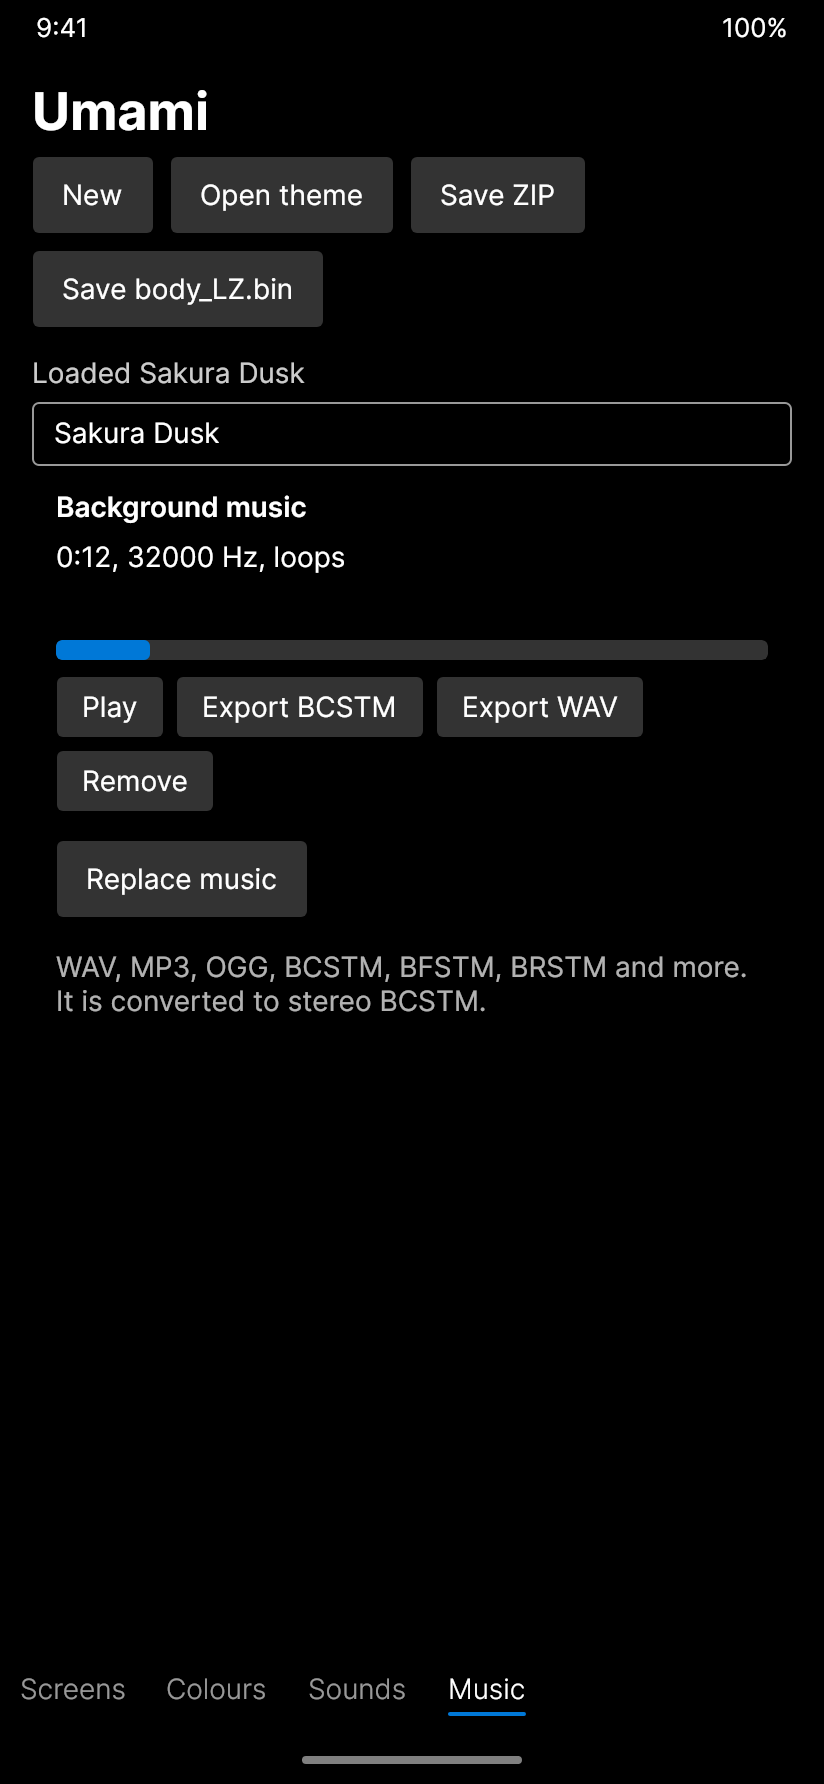 9:41 100%
Umami
New Open theme Save ZIP
Save body_LZ.bin
Loaded Sakura Dusk
Sakura Dusk
Background music
0:12, 32000 Hz, loops
Play Export BCSTM Export WAV
Remove
Replace music
WAV, MP3, OGG, BCSTM, BFSTM, BRSTM and more.
It is converted to stereo BCSTM.
Screens Colours Sounds Music